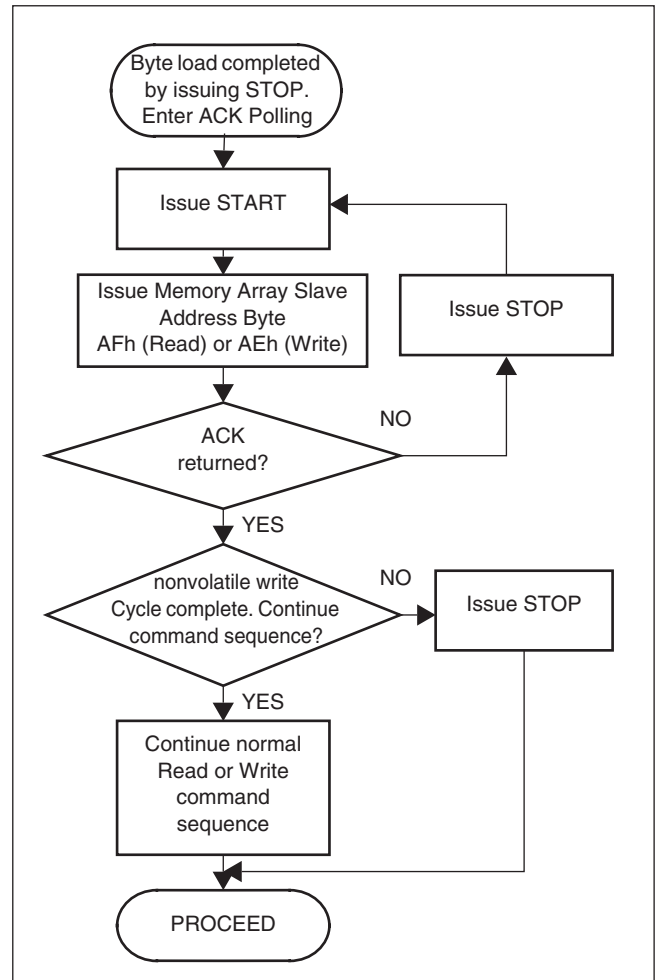 Byte load completed
by issuing STOP.
Enter ACK Polling
Issue START
Issue Memory Array Slave
Address Byte
AFh (Read) or AEh (Write)
Issue STOP
ACK
returned?
NO
YES
nonvolatile write
Cycle complete. Continue
command sequence?
NO
Issue STOP
YES
Continue normal
Read or Write
command
sequence
PROCEED